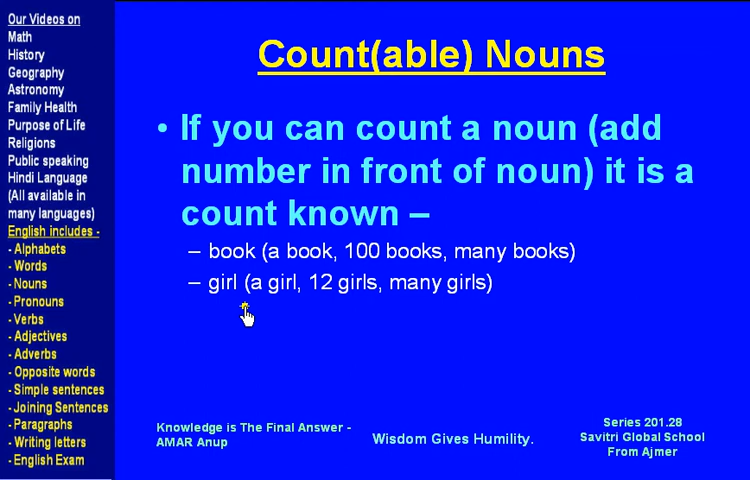 Our Videos on
Math
History
Geography
Astronomy
Family Health
Purpose of Life
Religions
Public speaking
Hindi Language
(All available in
many languages)
English includes -
- Alphabets
- Words
- Nouns
- Pronouns
- Verbs
- Adjectives
- Adverbs
- Opposite words
- Simple sentences
- Joining Sentences
- Paragraphs
- Writing letters
- English Exam
Count(able) Nouns
• If you can count a noun (add
number in front of noun) it is a
count known –
– book (a book, 100 books, many books)
– girl (a girl, 12 girls, many girls)
Knowledge is The Final Answer -
AMAR Anup
Wisdom Gives Humility.
Series 201.28
Savitri Global School
From Ajmer